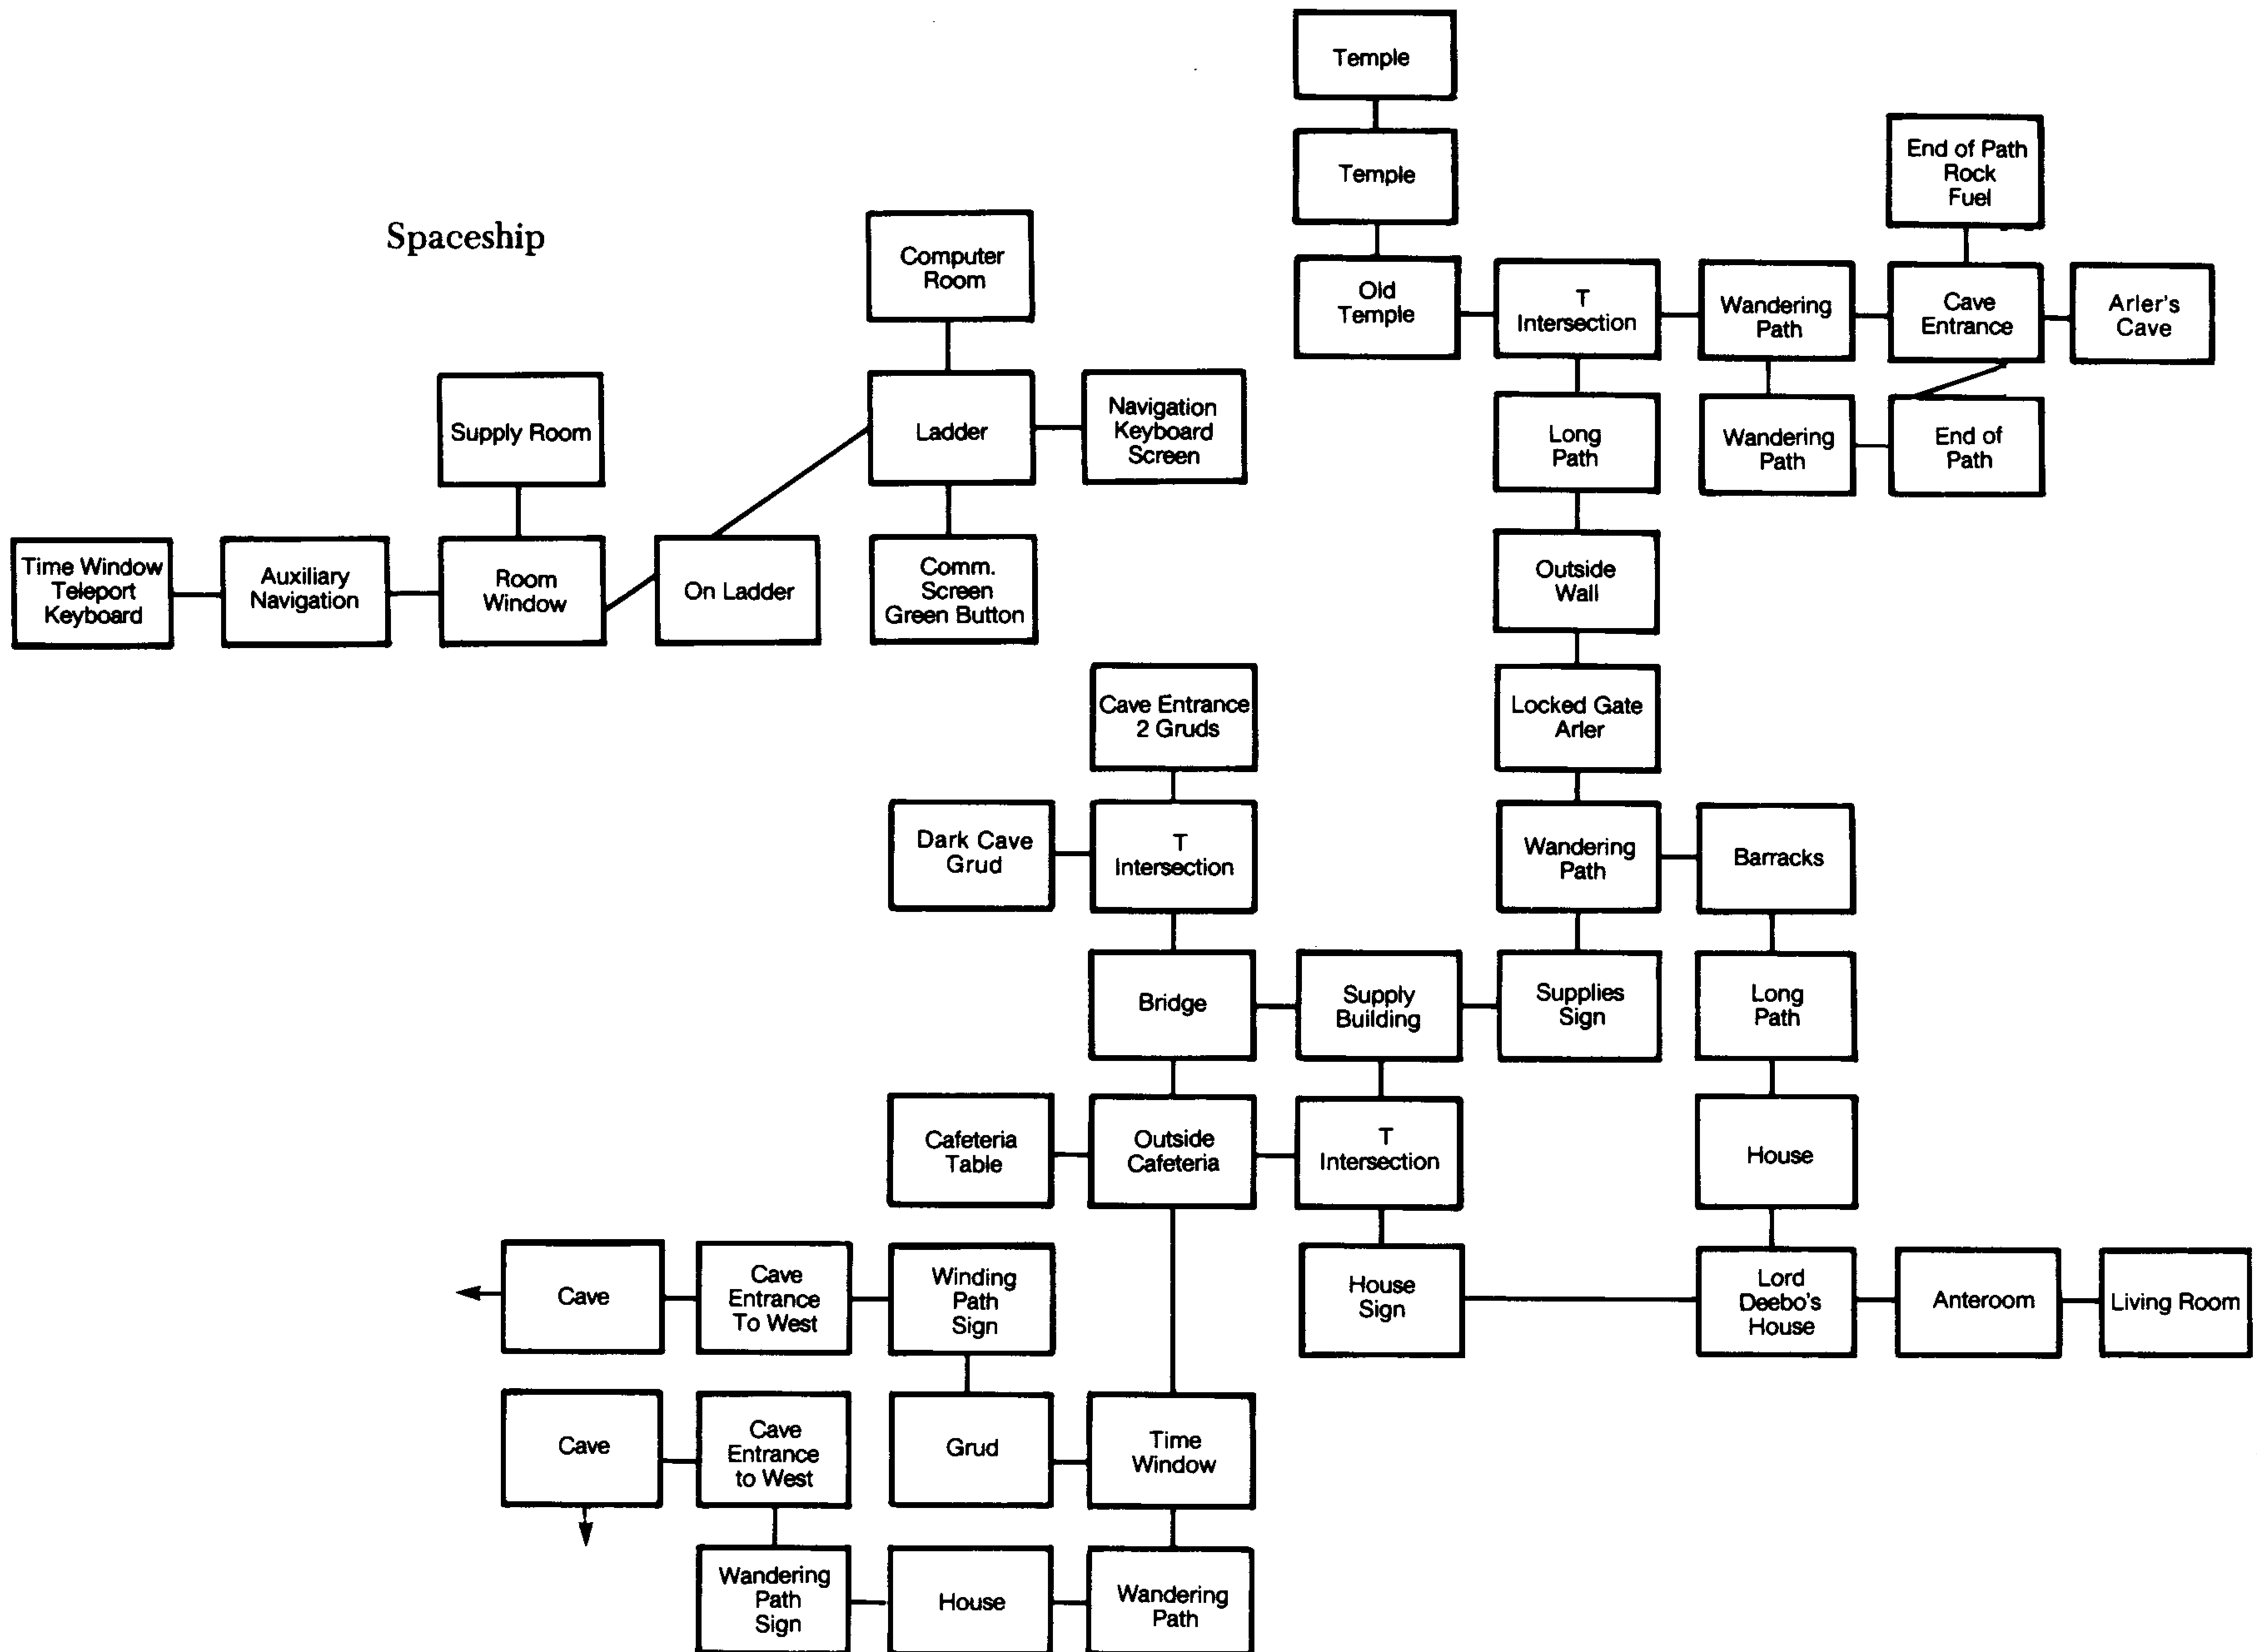 Temple
Temple
End of Path
Rock
Fuel
Spaceship
Computer
Room
Old
Temple
T
Intersection
Wandering
Path
Cave
Entrance
Arler's
Cave
Supply Room
Ladder
Navigation
Keyboard
Screen
Long
Path
Wandering
Path
End of
Path
Time Window
Teleport
Keyboard
Auxiliary
Navigation
Room
Window
On Ladder
Comm.
Screen
Green Button
Outside
Wall
Cave Entrance
2 Gruds
Locked Gate
Arler
Dark Cave
Grud
T
Intersection
Wandering
Path
Barracks
Bridge
Supply
Building
Supplies
Sign
Long
Path
Cafeteria
Table
Outside
Cafeteria
T
Intersection
House
Cave
Cave
Entrance
To West
Winding
Path
Sign
House
Sign
Lord
Deebo's
House
Anteroom
Living Room
Cave
Cave
Entrance
to West
Grud
Time
Window
Wandering
Path
Sign
House
Wandering
Path